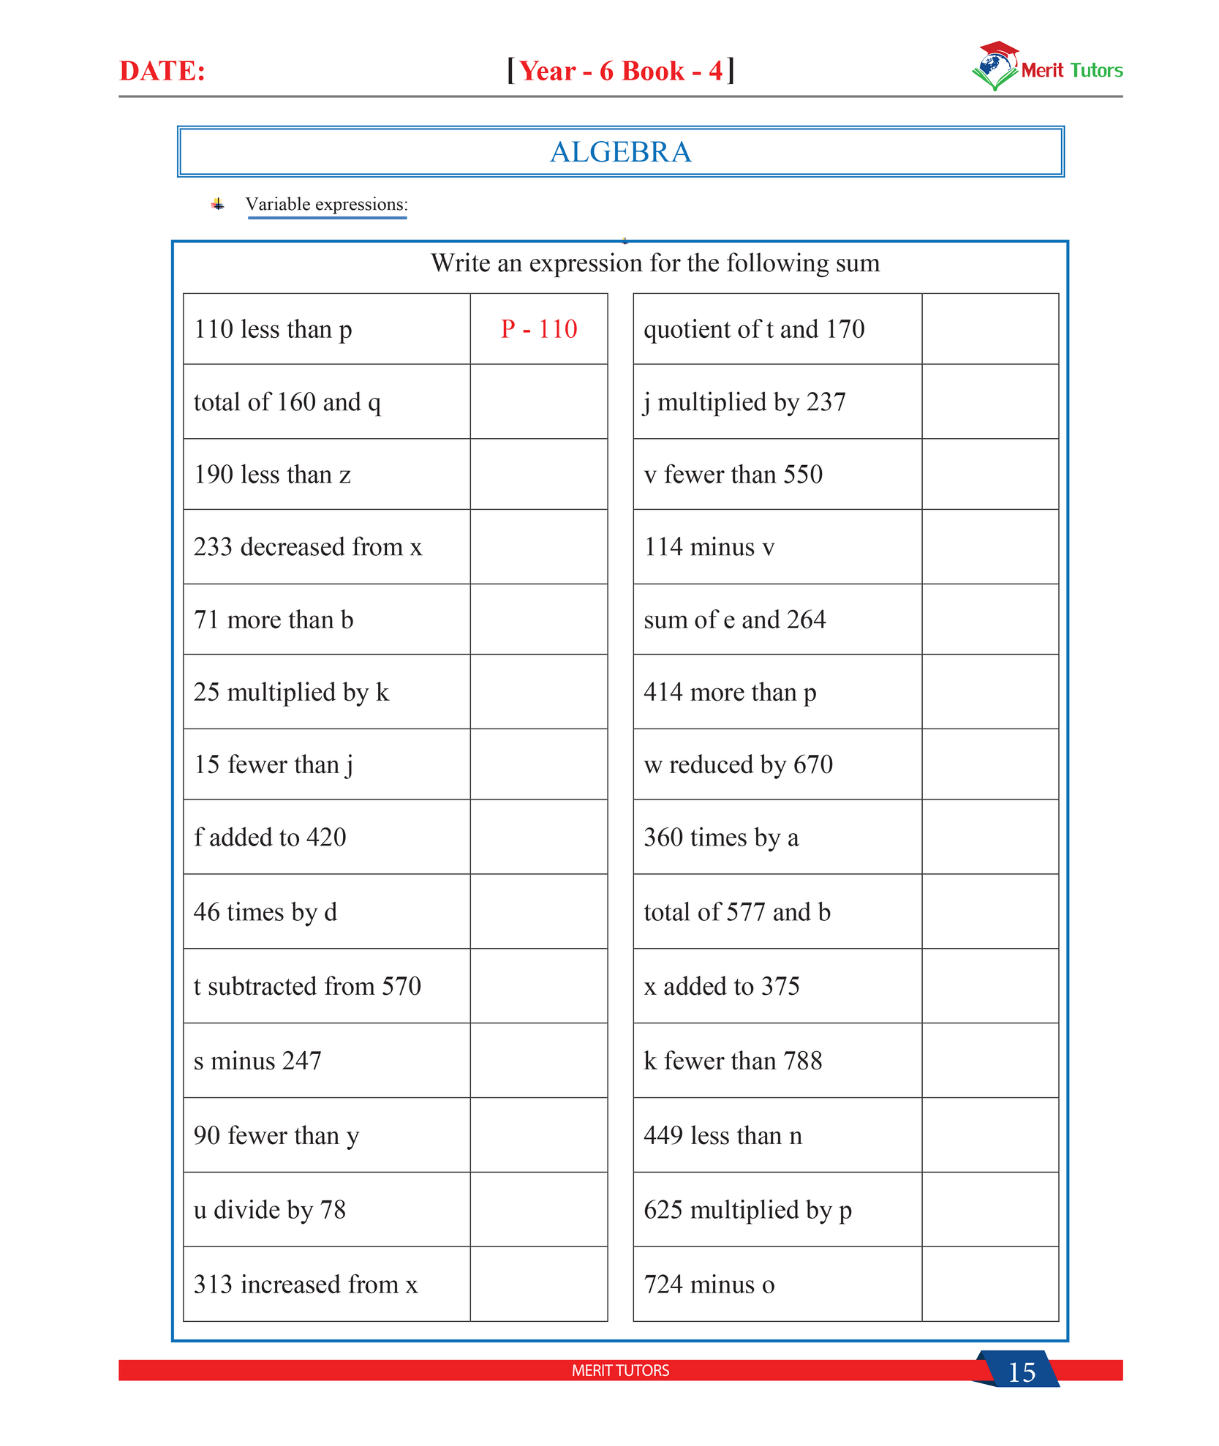 DATE:
[Year - 6 Book - 4]
Merit Tutors
ALGEBRA
Variable expressions:
Write an expression for the following sum
110 less than p
P - 110
total of 160 and q
190 less than z
233 decreased from x
71 more than b
25 multiplied by k
15 fewer than j
f added to 420
46 times by d
t subtracted from 570
s minus 247
90 fewer than y
u divide by 78
313 increased from x
quotient of t and 170
j multiplied by 237
v fewer than 550
114 minus v
sum of e and 264
414 more than p
w reduced by 670
360 times by a
total of 577 and b
x added to 375
k fewer than 788
449 less than n
625 multiplied by p
724 minus o
MERIT TUTORS
15